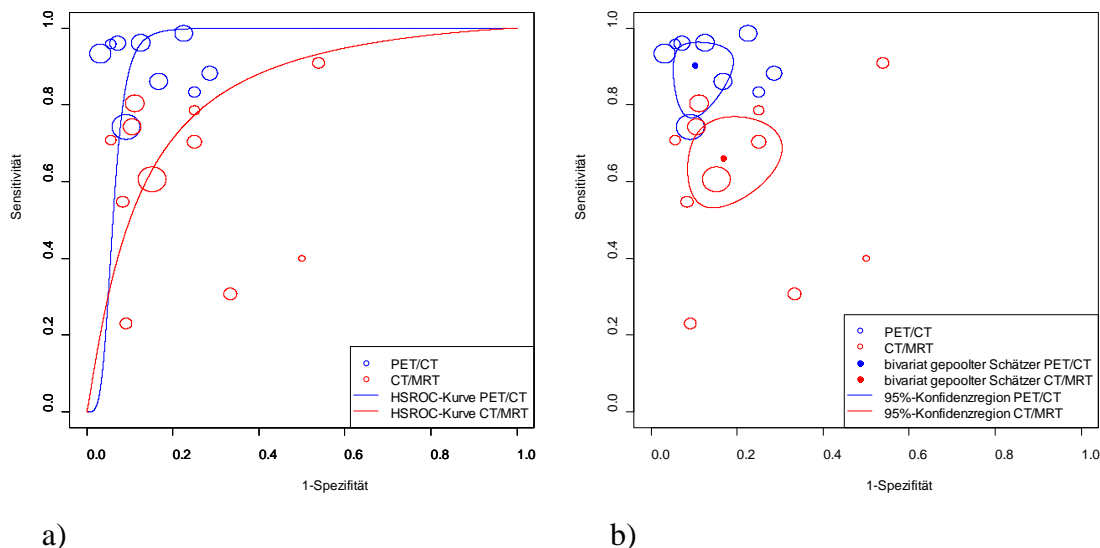 1.0
0.8
0.6
0.4
0.2
0.0
Sensitivität
0.0 0.2 0.4 0.6 0.8 1.0
1-Spezifität
PET/CT
CT/MRT
HSROC-Kurve PET/CT
HSROC-Kurve CT/MRT
a)
1.0
0.8
0.6
0.4
0.2
0.0
Sensitivität
0.0 0.2 0.4 0.6 0.8 1.0
1-Spezifität
PET/CT
CT/MRT
bivariat gepoolter Schätzer PET/CT
bivariat gepoolter Schätzer CT/MRT
95%-Konfidenzregion PET/CT
95%-Konfidenzregion CT/MRT
b)